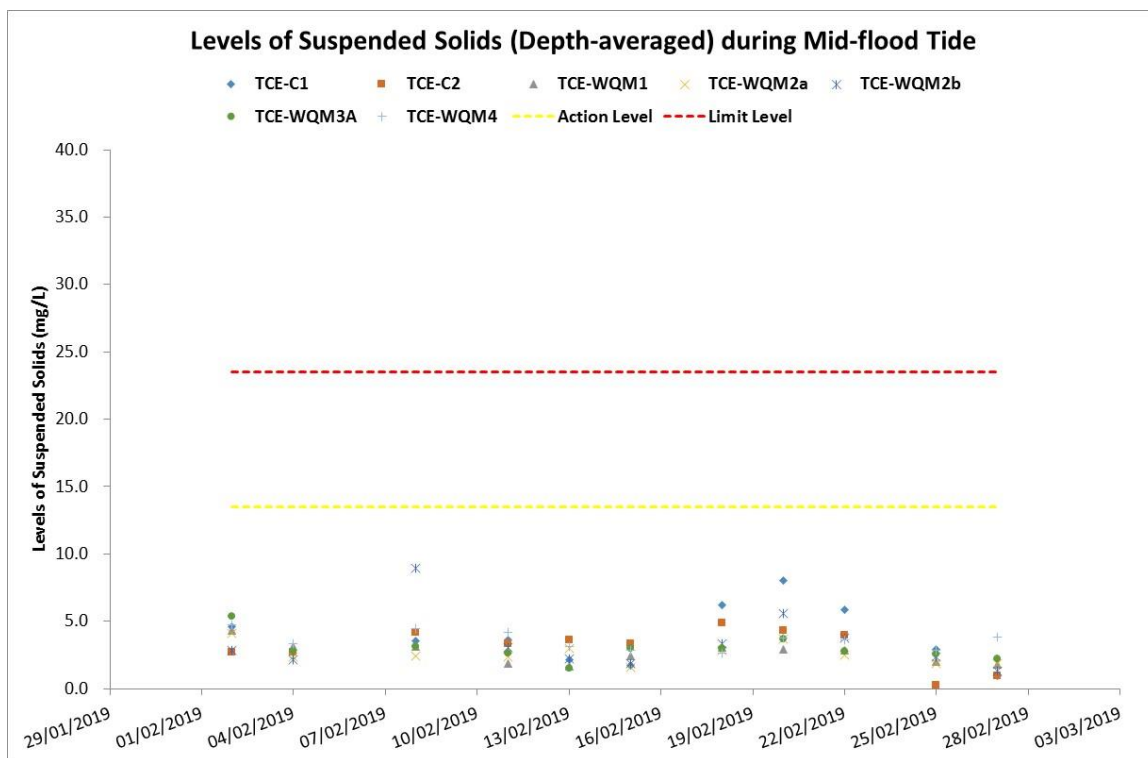 Levels of Suspended Solids (Depth-averaged) during Mid-flood Tide
TCE-C1 TCE-C2 TCE-WQM1 TCE-WQM2a TCE-WQM2b
TCE-WQM3A TCE-WQM4 Action Level Limit Level
Levels of Suspended Solids (mg/L)
40.0
35.0
30.0
25.0
20.0
15.0
10.0
5.0
0.0
29/01/2019 01/02/2019 04/02/2019 07/02/2019 10/02/2019 13/02/2019 16/02/2019 19/02/2019 22/02/2019 25/02/2019 28/02/2019 03/03/2019